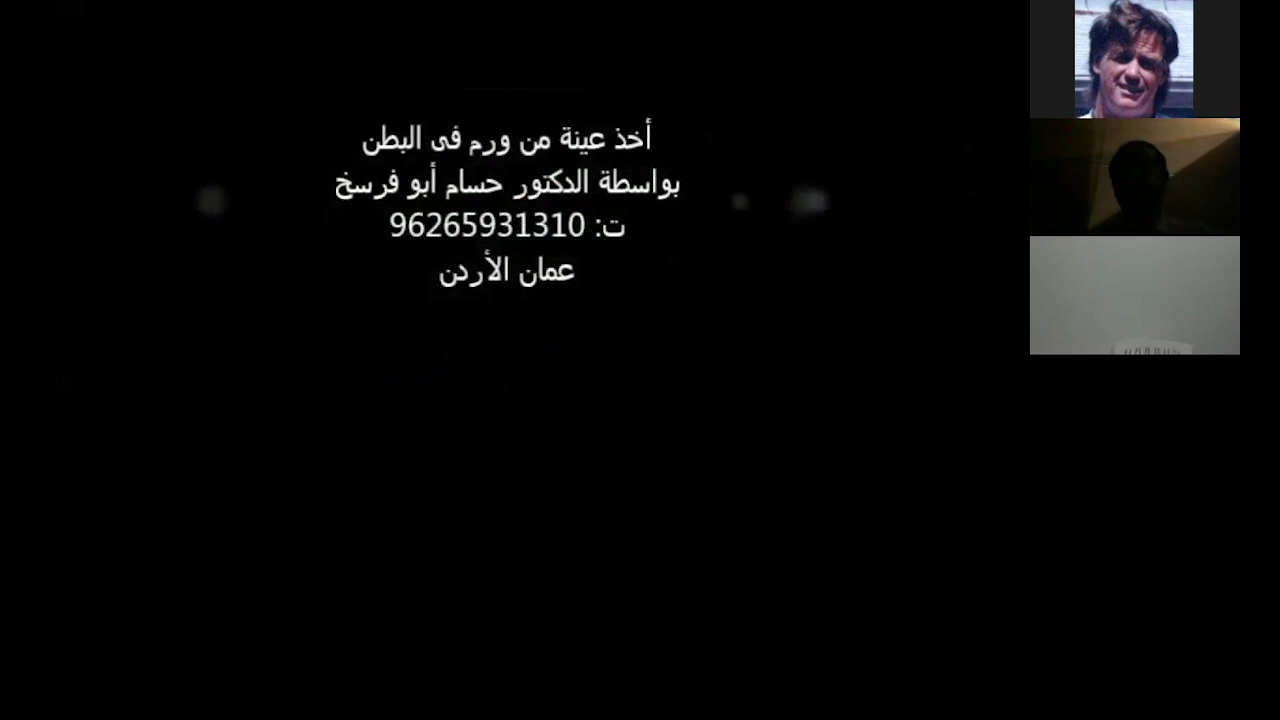 أخذ عينة من ورم فى البطن
بواسطة الدكتور حسام أبو فرسخ
ت: 96265931310
عمان الأردن